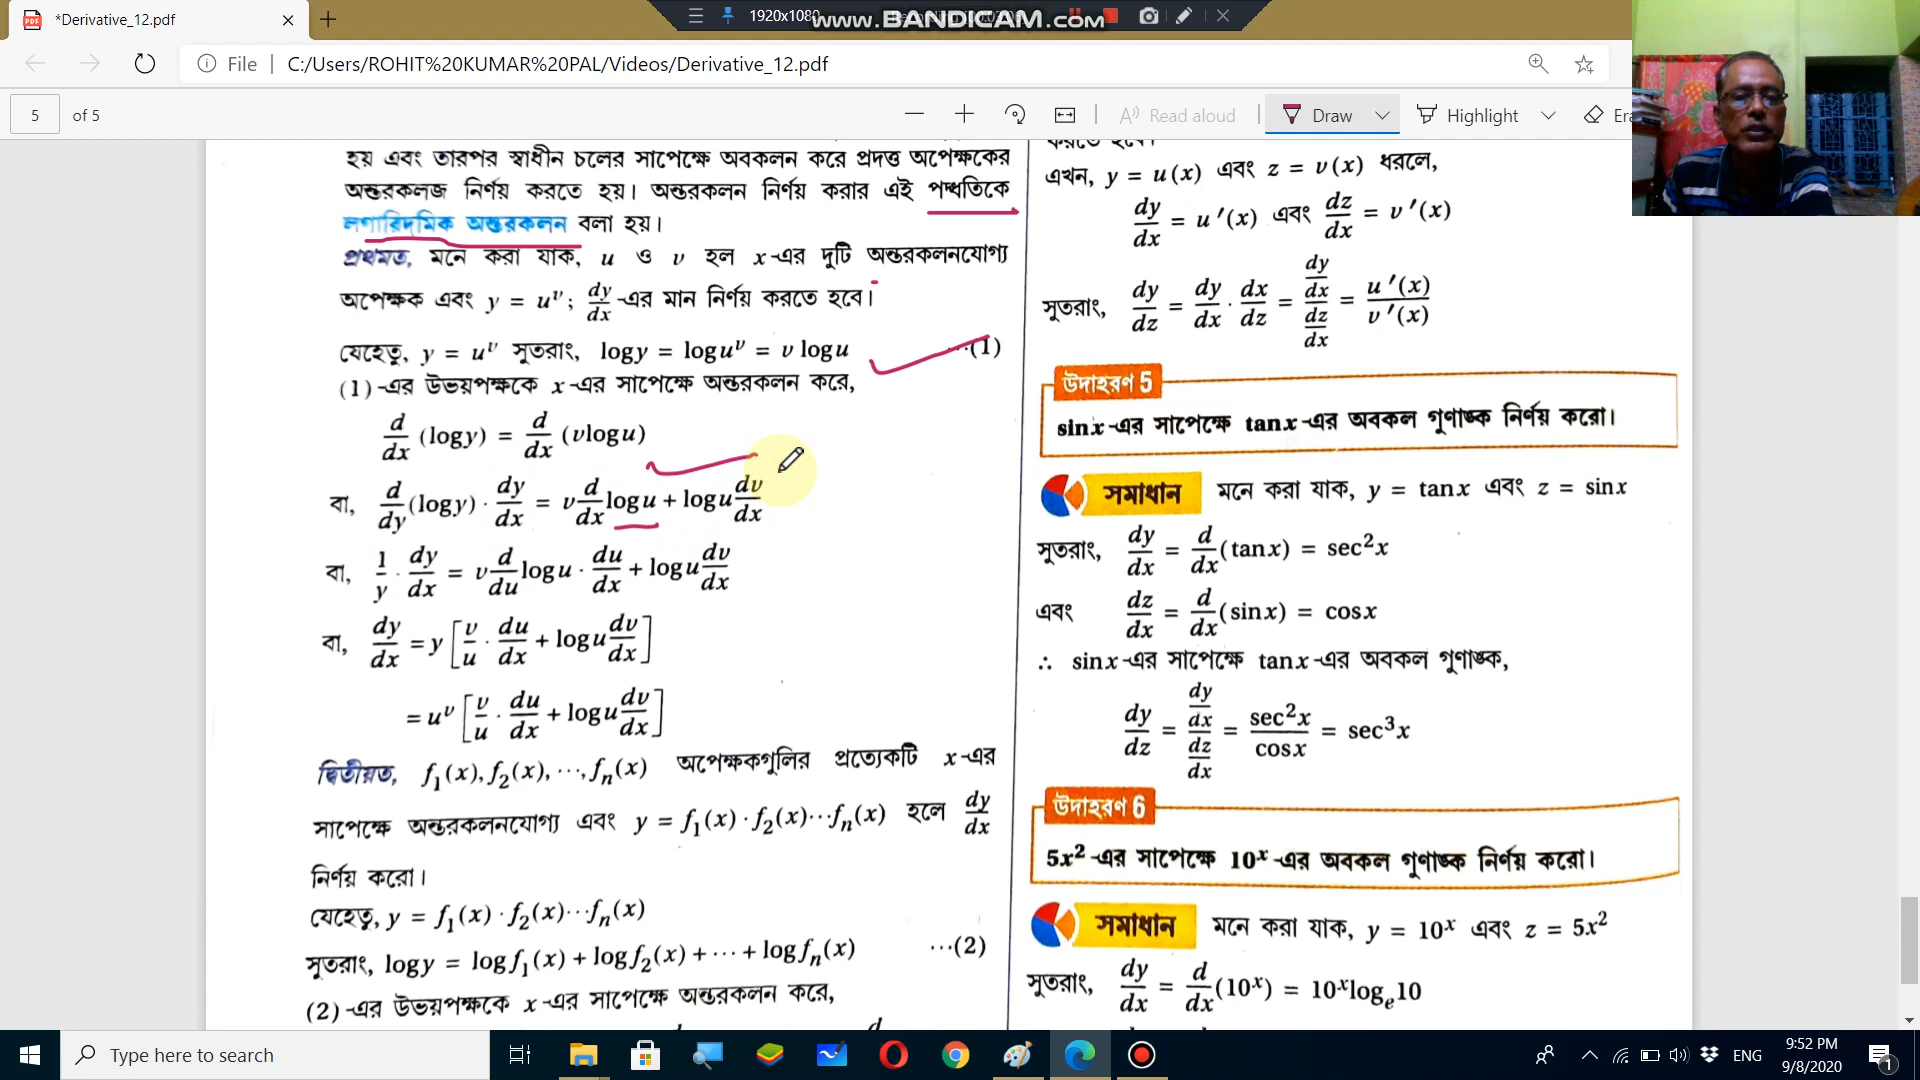 *Derivative_12.pdf
1920x1080
www.BANDICAM.com
File
C:/Users/ROHIT%20KUMAR%20PAL/Videos/Derivative_12.pdf
5 of 5
Read aloud
Draw
Highlight
হয় এবং তারপর স্বাধীন চলের সাপেক্ষে অবকলন করে প্রদত্ত অপেক্ষকের
অন্তরকলজ নির্ণয় করতে হয়। অন্তরকলন নির্ণয় করার এই পদ্ধতিকে
লগারিদমিক অন্তরকলন বলা হয়।
প্রথমত, মনে করা যাক, u ও v হল x-এর দুটি অন্তরকলনযোগ্য
অপেক্ষক এবং y = u^v; dy/dx-এর মান নির্ণয় করতে হবে।
যেহেতু, y = u^v সুতরাং, logy = logu^v = v logu ...(1)
(1)-এর উভয়পক্ষকে x-এর সাপেক্ষে অন্তরকলন করে,
d/dx (logy) = d/dx (vlogu)
বা, d/dy (logy) · dy/dx = v d/dx logu + logu dv/dx
বা, 1/y · dy/dx = v d/du logu · du/dx + logu dv/dx
বা, dy/dx = y [v/u · du/dx + logu dv/dx]
= u^v [v/u · du/dx + logu dv/dx]
দ্বিতীয়ত, f₁(x), f₂(x), ···, fₙ(x) অপেক্ষকগুলির প্রত্যেকটি x-এর
সাপেক্ষে অন্তরকলনযোগ্য এবং y = f₁(x) · f₂(x)···fₙ(x) হলে dy/dx
নির্ণয় করো।
যেহেতু, y = f₁(x) · f₂(x)···fₙ(x)
সুতরাং, logy = logf₁(x) + logf₂(x) + ··· + logfₙ(x) ...(2)
(2)-এর উভয়পক্ষকে x-এর সাপেক্ষে অন্তরকলন করে,
এখন, y = u(x) এবং z = v(x) ধরলে,
dy/dx = u'(x) এবং dz/dx = v'(x)
সুতরাং, dy/dz = dy/dx · dx/dz = (dy/dx)/(dz/dx) = u'(x)/v'(x)
উদাহরণ 5
sinx-এর সাপেক্ষে tanx-এর অবকল গুণাঙ্ক নির্ণয় করো।
সমাধান মনে করা যাক, y = tanx এবং z = sinx
সুতরাং, dy/dx = d/dx (tanx) = sec²x
এবং dz/dx = d/dx (sinx) = cosx
∴ sinx-এর সাপেক্ষে tanx-এর অবকল গুণাঙ্ক,
dy/dz = (dy/dx)/(dz/dx) = sec²x/cosx = sec³x
উদাহরণ 6
5x²-এর সাপেক্ষে 10^x-এর অবকল গুণাঙ্ক নির্ণয় করো।
সমাধান মনে করা যাক, y = 10^x এবং z = 5x²
সুতরাং, dy/dx = d/dx (10^x) = 10^x logₑ10
Type here to search
ENG
9:52 PM
9/8/2020
1